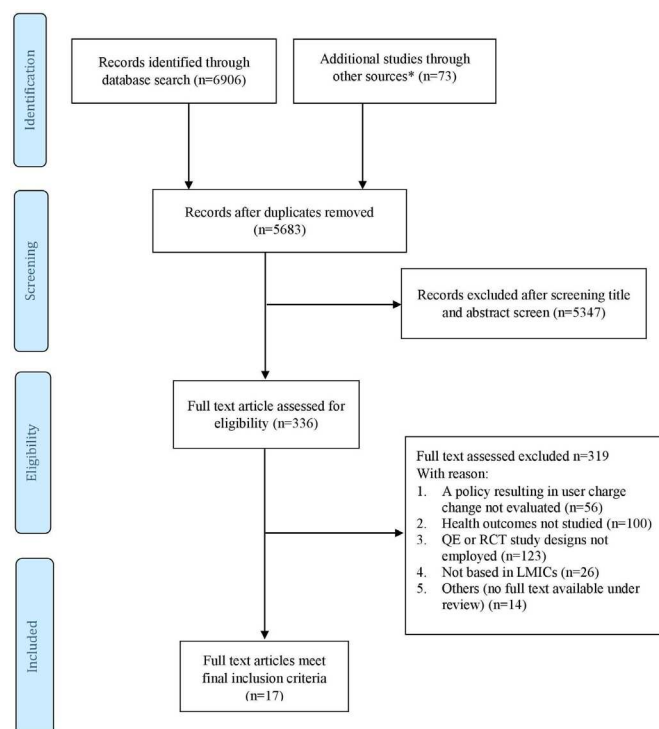 Identification
Records identified through
database search (n=6906)
Additional studies through
other sources* (n=73)
Screening
Records after duplicates removed
(n=5683)
Records excluded after screening title
and abstract screen (n=5347)
Eligibility
Full text article assessed for
eligibility (n=336)
Full text assessed excluded n=319
With reason:
1. A policy resulting in user charge
change not evaluated (n=56)
2. Health outcomes not studied (n=100)
3. QE or RCT study designs not
employed (n=123)
4. Not based in LMICs (n=26)
5. Others (no full text available under
review) (n=14)
Included
Full text articles meet
final inclusion criteria
(n=17)